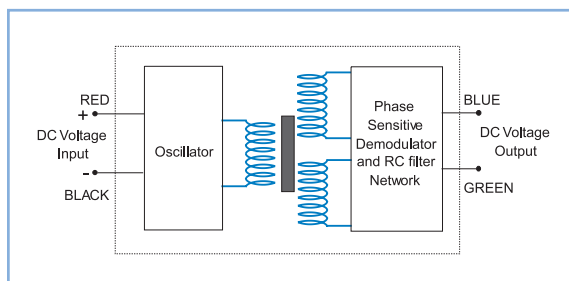 RED
+
DC Voltage
Input
-
BLACK
Oscillator
Phase
Sensitive
Demodulator
and RC filter
Network
BLUE
DC Voltage
Output
GREEN